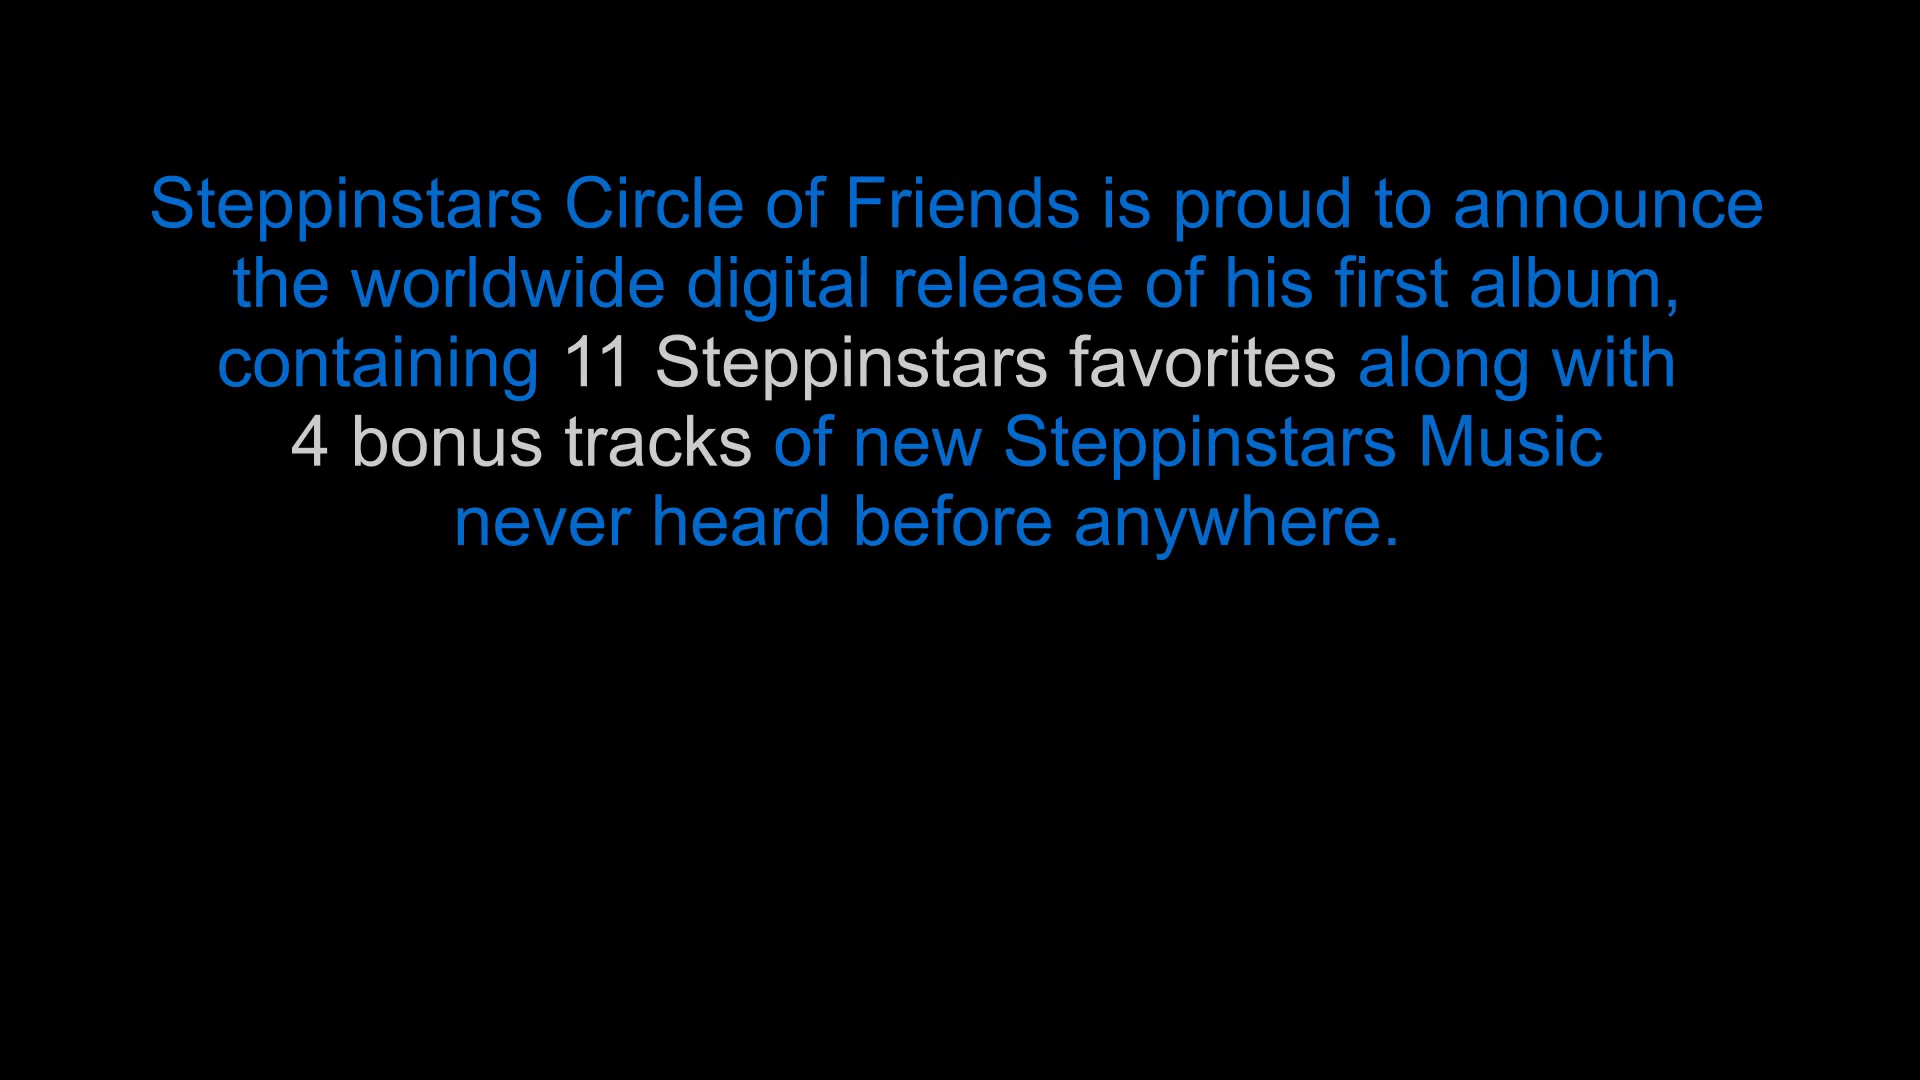 Steppinstars Circle of Friends is proud to announce
the worldwide digital release of his first album,
containing 11 Steppinstars favorites along with
4 bonus tracks of new Steppinstars Music
never heard before anywhere.